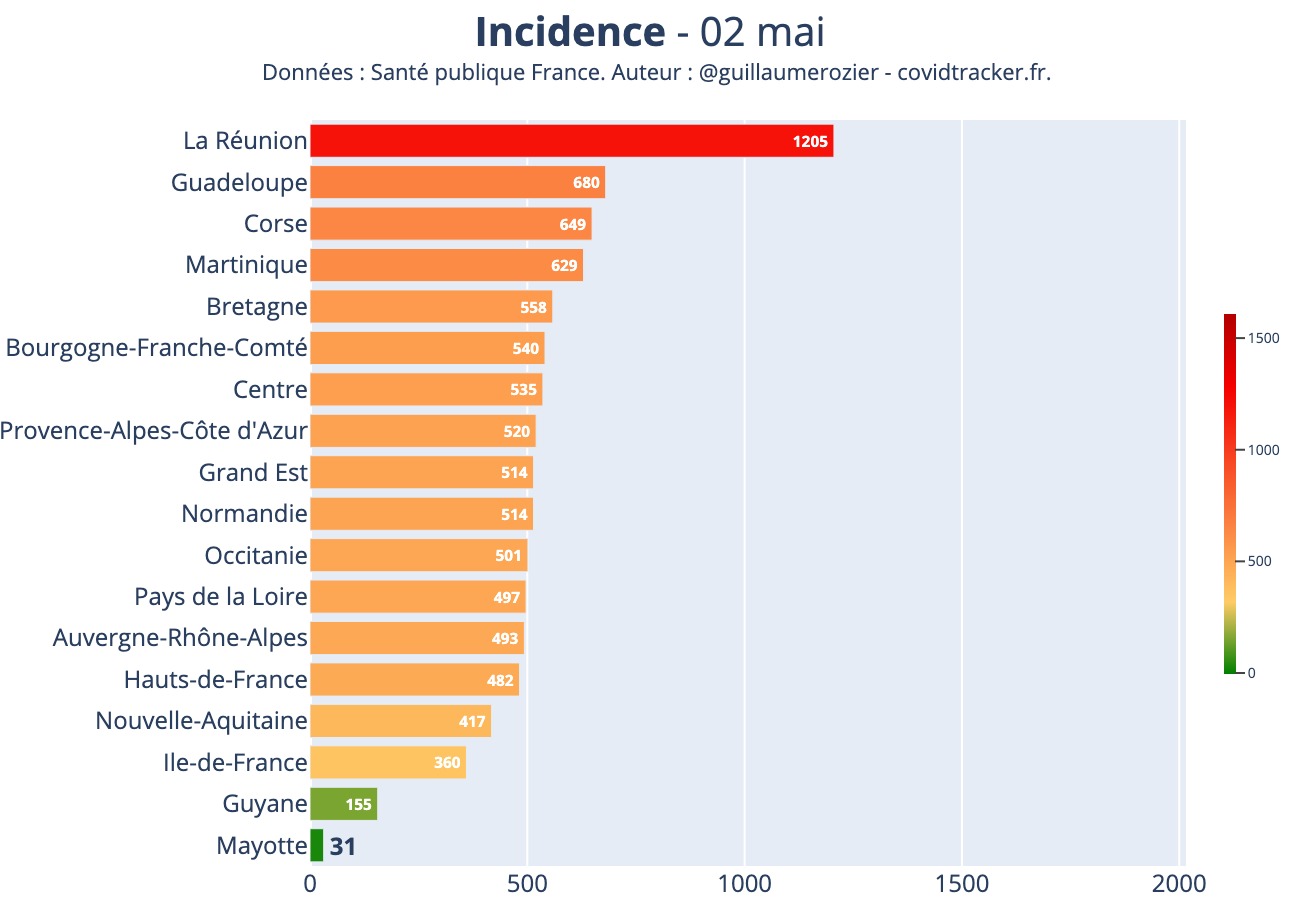 Incidence - 02 mai
Données : Santé publique France. Auteur : @guillaumerozier - covidtracker.fr.
La Réunion 1205
Guadeloupe 680
Corse 649
Martinique 629
Bretagne 558
Bourgogne-Franche-Comté 540
Centre 535
Provence-Alpes-Côte d'Azur 520
Grand Est 514
Normandie 514
Occitanie 501
Pays de la Loire 497
Auvergne-Rhône-Alpes 493
Hauts-de-France 482
Nouvelle-Aquitaine 417
Ile-de-France 360
Guyane 155
Mayotte 31
0 500 1000 1500 2000
1500
1000
500
0